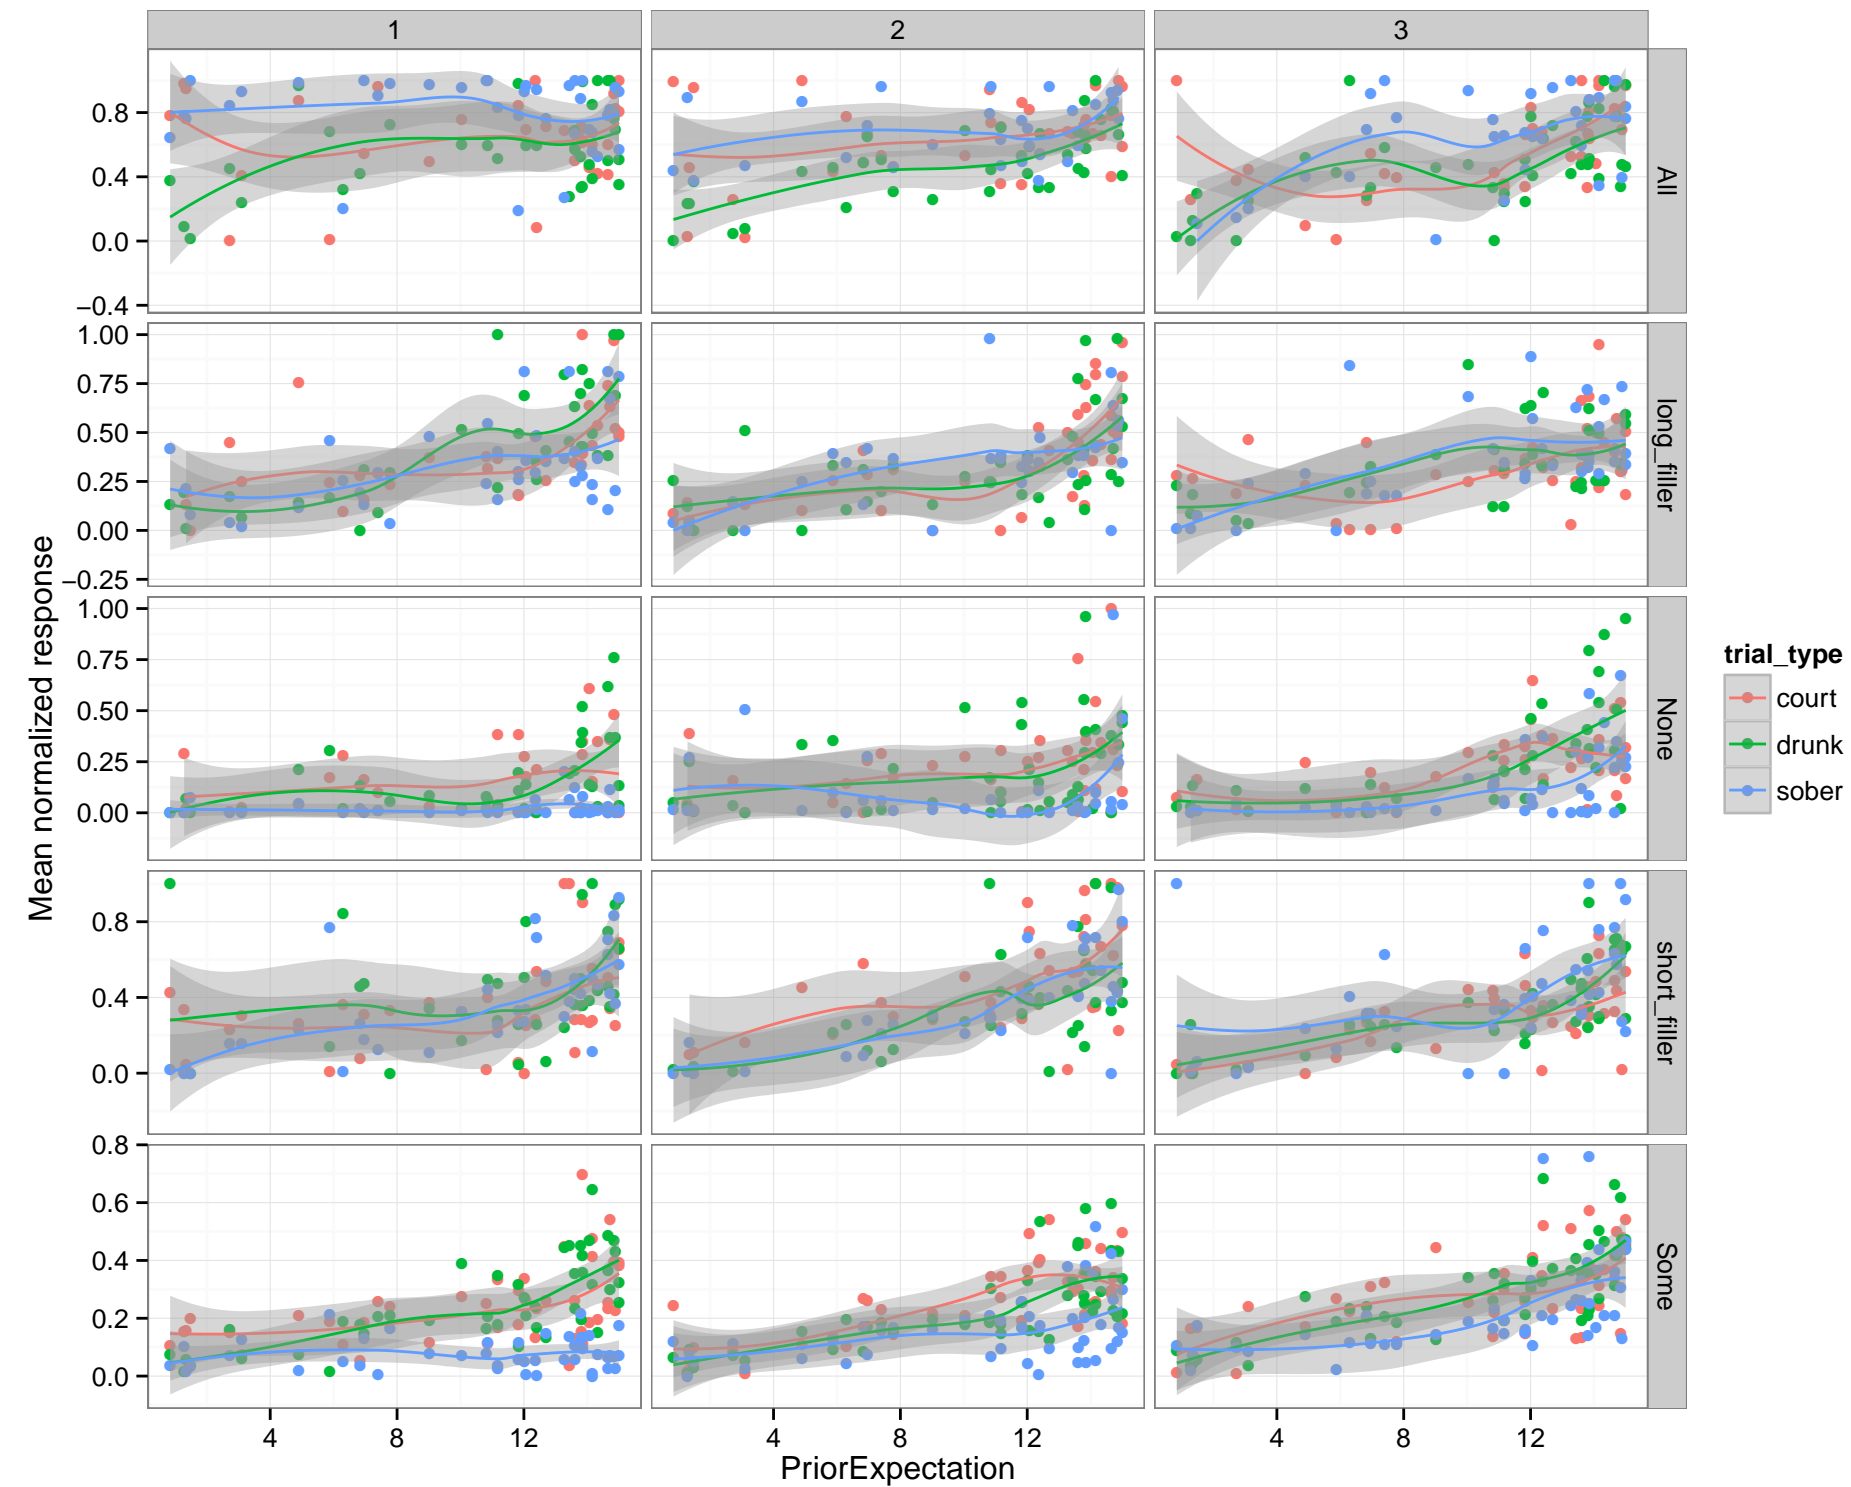 1 2 3
0.8
0.4
0.0
−0.4
All
1.00
0.75
0.50
0.25
0.00
−0.25
long_filler
1.00
0.75
0.50
0.25
0.00
None
0.8
0.4
0.0
short_filler
0.8
0.6
0.4
0.2
0.0
Some
4 8 12 4 8 12 4 8 12
PriorExpectation
Mean normalized response
trial_type
court
drunk
sober